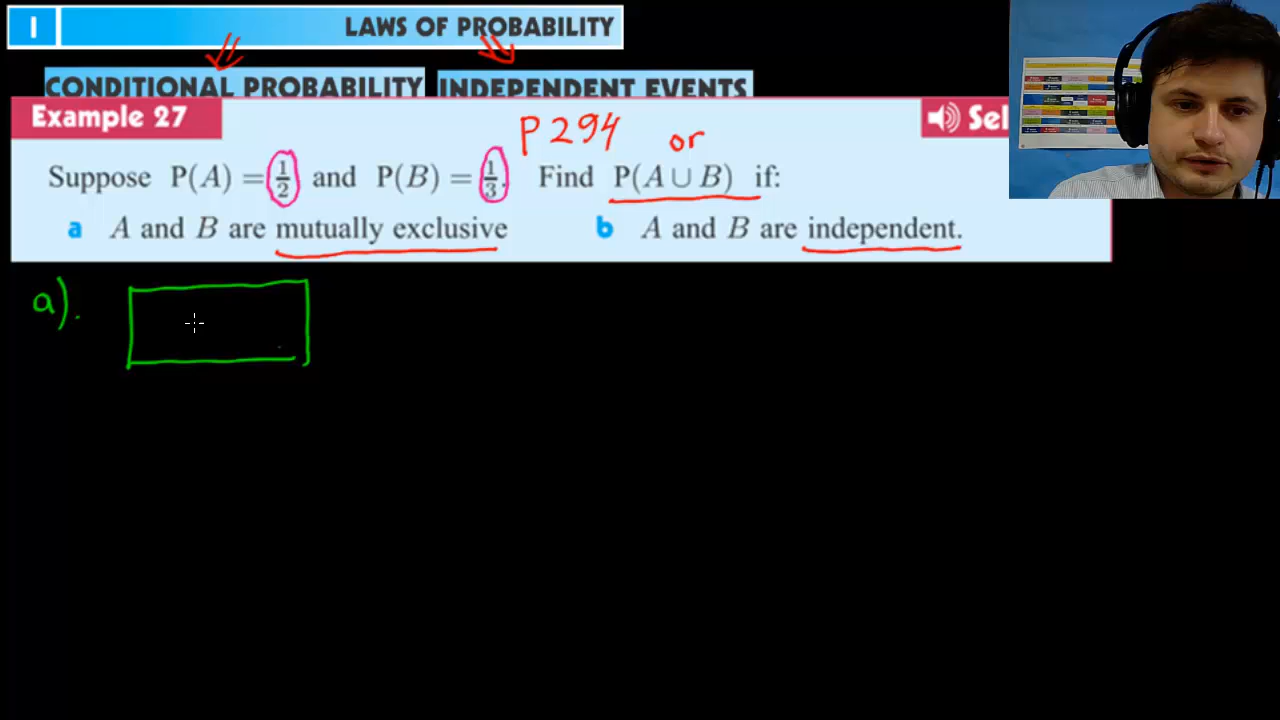 I LAWS OF PROBABILITY
CONDITIONAL PROBABILITY INDEPENDENT EVENTS
Example 27 Sel
P294 or
Suppose P(A) = 1/2 and P(B) = 1/3. Find P(A ∪ B) if:
a A and B are mutually exclusive b A and B are independent.
a).